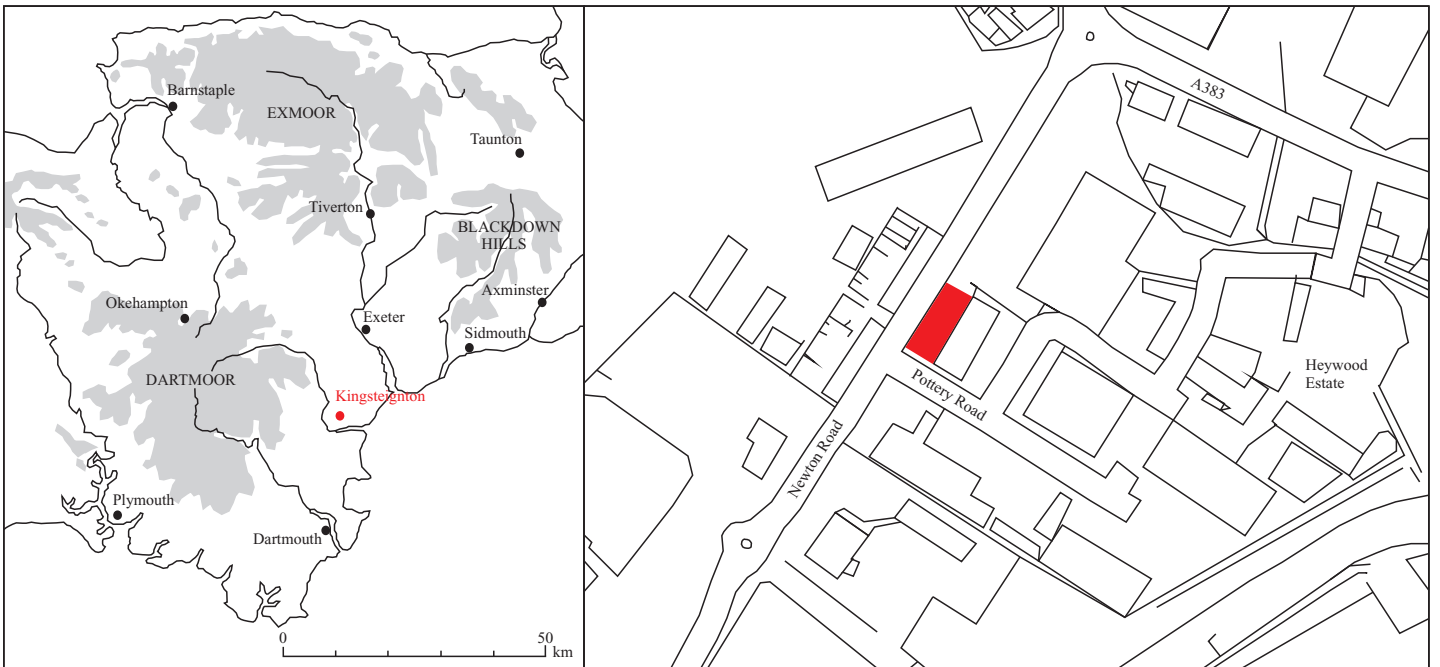 Barnstaple
EXMOOR
Taunton
Tiverton
BLACKDOWN
HILLS
Okehampton
Axminster
Exeter
Sidmouth
DARTMOOR
Kingsteignton
Plymouth
Dartmouth
0
50
km
A383
Heywood
Estate
Pottery Road
Newton Road